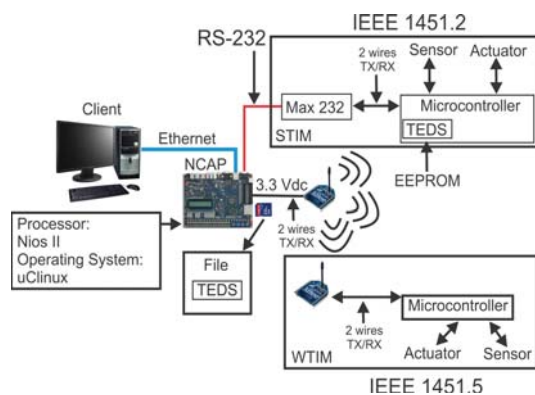 IEEE 1451.2
RS-232
2 wires
TX/RX
Sensor
Actuator
Client
Max 232
Microcontroller
TEDS
STIM
Ethernet
NCAP
EEPROM
3.3 Vdc
2 wires
TX/RX
Processor:
Nios II
Operating System:
uClinux
File
TEDS
Microcontroller
2 wires
TX/RX
WTIM
Actuator
Sensor
IEEE 1451.5